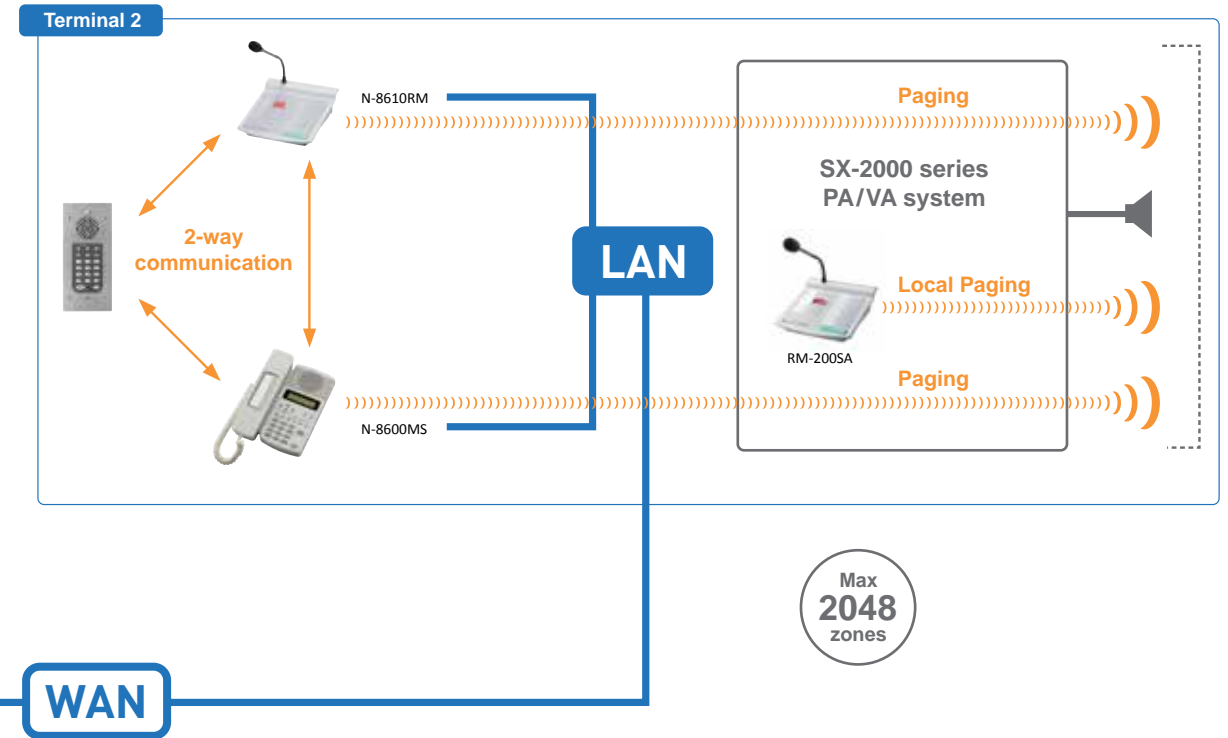 Terminal 2
N-8610RM
Paging
SX-2000 series
PA/VA system
2-way
communication
LAN
Local Paging
RM-200SA
Paging
N-8600MS
Max
2048
zones
WAN